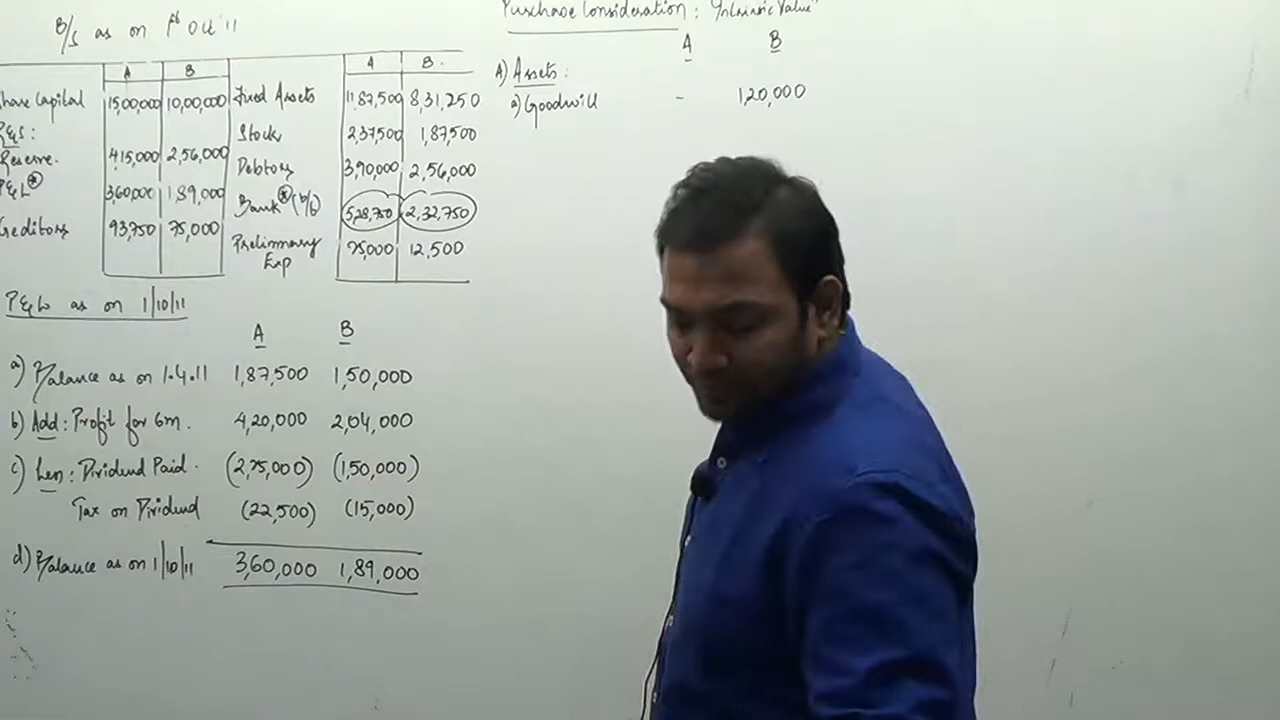 B/S as on 1st Oct 11
A B A B
Share Capital 15,00,000 10,00,000 Fixed Assets 11,87,500 8,31,250
R&S:
Stock 2,37,500 1,87,500
Reserve. 4,15,000 2,56,000
Debtors 3,90,000 2,56,000
P&L* 3,60,000 1,89,000
Bank* (b/f) 5,28,750 2,32,750
Creditors 93,750 75,000
Preliminary Exp 25,000 12,500
P&L as on 1/10/11
A B
a) Balance as on 1.4.11 1,87,500 1,50,000
b) Add: Profit for 6m. 4,20,000 2,04,000
c) Less: Dividend Paid. (2,25,000) (1,50,000)
Tax on Dividend (22,500) (15,000)
d) Balance as on 1/10/11 3,60,000 1,89,000
Purchase Consideration: "Intrinsic Value"
A B
A) Assets:
a) Goodwill - 1,20,000